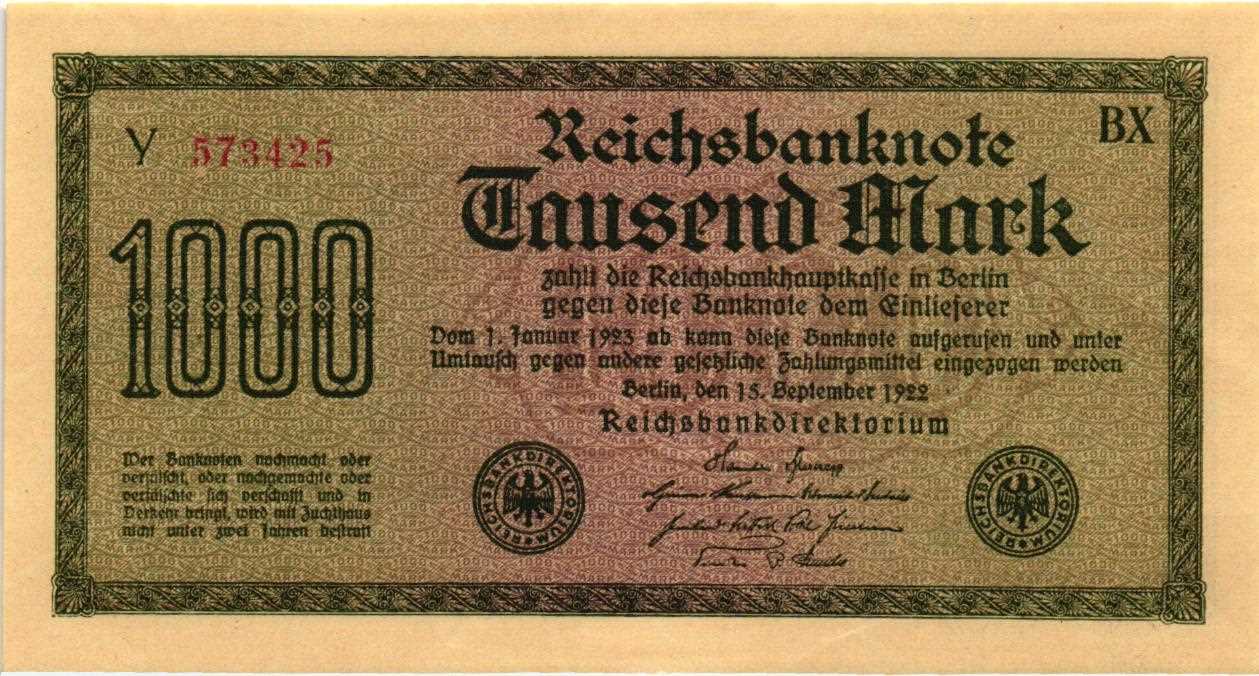 Y 573425
BX
Reichsbanknote
Tausend Mark
zahlt die Reichsbankhauptkasse in Berlin
gegen diese Banknote dem Einlieferer
Vom 1. Januar 1923 ab kann diese Banknote aufgerufen und unter
Umtausch gegen andere gesetzliche Zahlungsmittel eingezogen werden
Berlin, den 15. September 1922
Reichsbankdirektorium
1000
Wer Banknoten nachmacht oder
verfälscht, oder nachgemachte oder
verfälschte sich verschafft und in
Verkehr bringt, wird mit Zuchthaus
nicht unter zwei Jahren bestraft
REICHSBANKDIREKTORIUM
REICHSBANKDIREKTORIUM